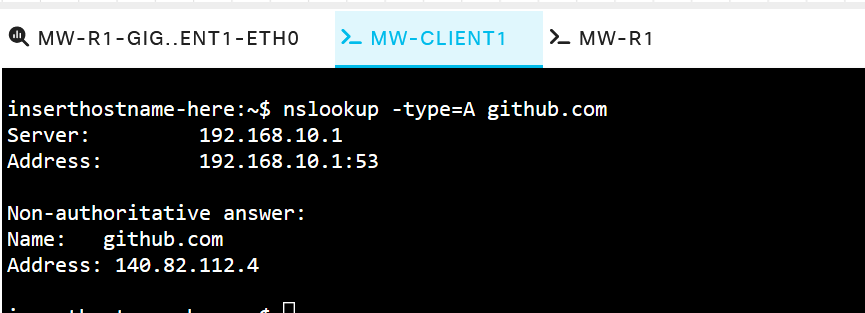 MW-R1-GIG..ENT1-ETH0 MW-CLIENT1 MW-R1
inserthostname-here:~$ nslookup -type=A github.com
Server: 192.168.10.1
Address: 192.168.10.1:53
Non-authoritative answer:
Name: github.com
Address: 140.82.112.4